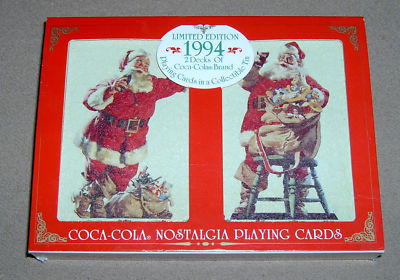 LIMITED EDITION
1994
2 Decks Of
Coca-Cola® Brand
Playing Cards in a Collectible Tin
COCA-COLA® NOSTALGIA PLAYING CARDS